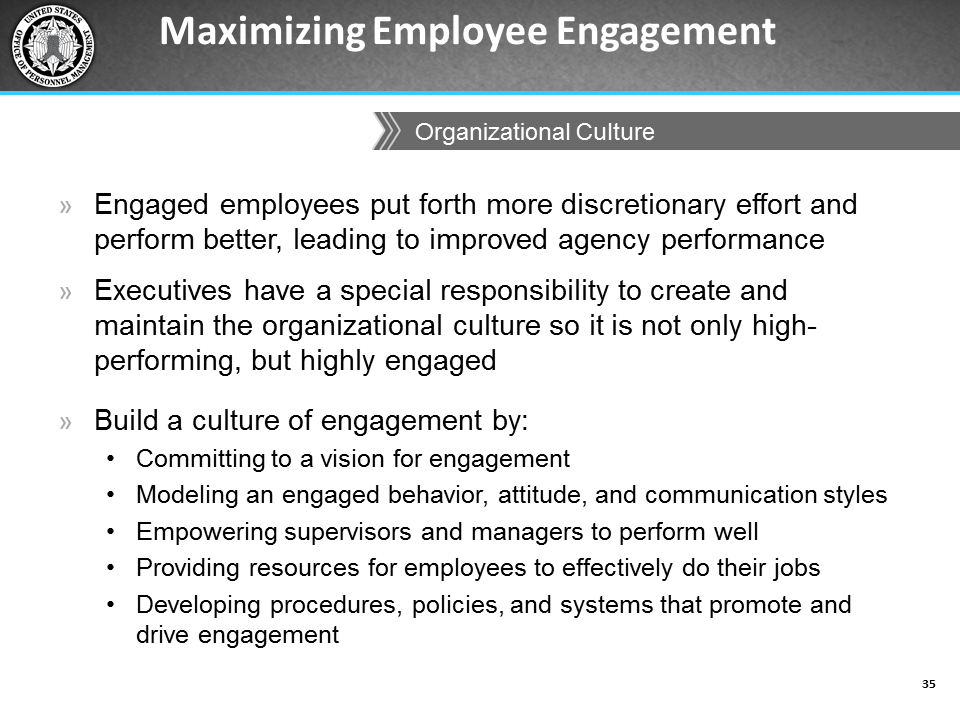 UNITED STATES
OFFICE OF PERSONNEL MANAGEMENT
Maximizing Employee Engagement
Organizational Culture
» Engaged employees put forth more discretionary effort and
perform better, leading to improved agency performance
» Executives have a special responsibility to create and
maintain the organizational culture so it is not only high-
performing, but highly engaged
» Build a culture of engagement by:
• Committing to a vision for engagement
• Modeling an engaged behavior, attitude, and communication styles
• Empowering supervisors and managers to perform well
• Providing resources for employees to effectively do their jobs
• Developing procedures, policies, and systems that promote and
drive engagement
35